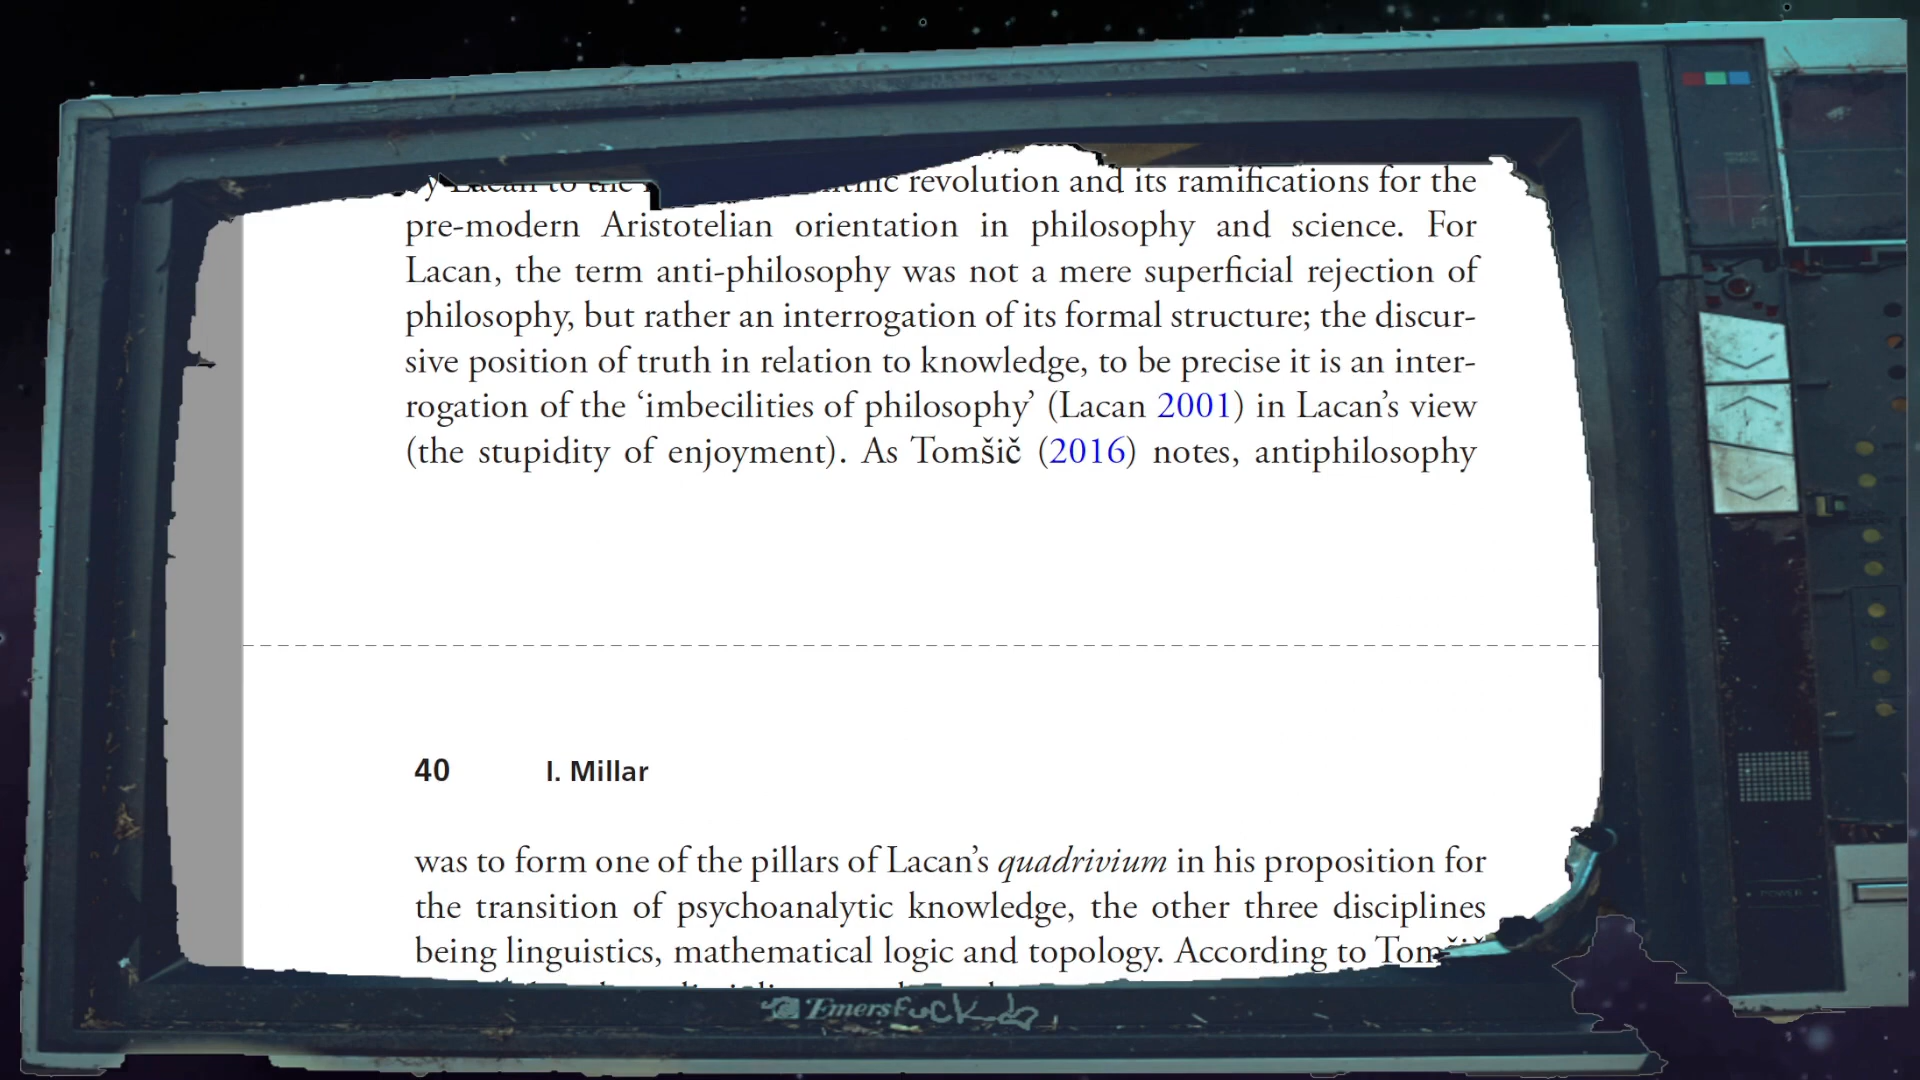 Lacan to the revolution and its ramifications for the
pre-modern Aristotelian orientation in philosophy and science. For
Lacan, the term anti-philosophy was not a mere superficial rejection of
philosophy, but rather an interrogation of its formal structure; the discur-
sive position of truth in relation to knowledge, to be precise it is an inter-
rogation of the ‘imbecilities of philosophy’ (Lacan 2001) in Lacan’s view
(the stupidity of enjoyment). As Tomšič (2016) notes, antiphilosophy
40 I. Millar
was to form one of the pillars of Lacan’s quadrivium in his proposition for
the transition of psychoanalytic knowledge, the other three disciplines
being linguistics, mathematical logic and topology. According to
POWER